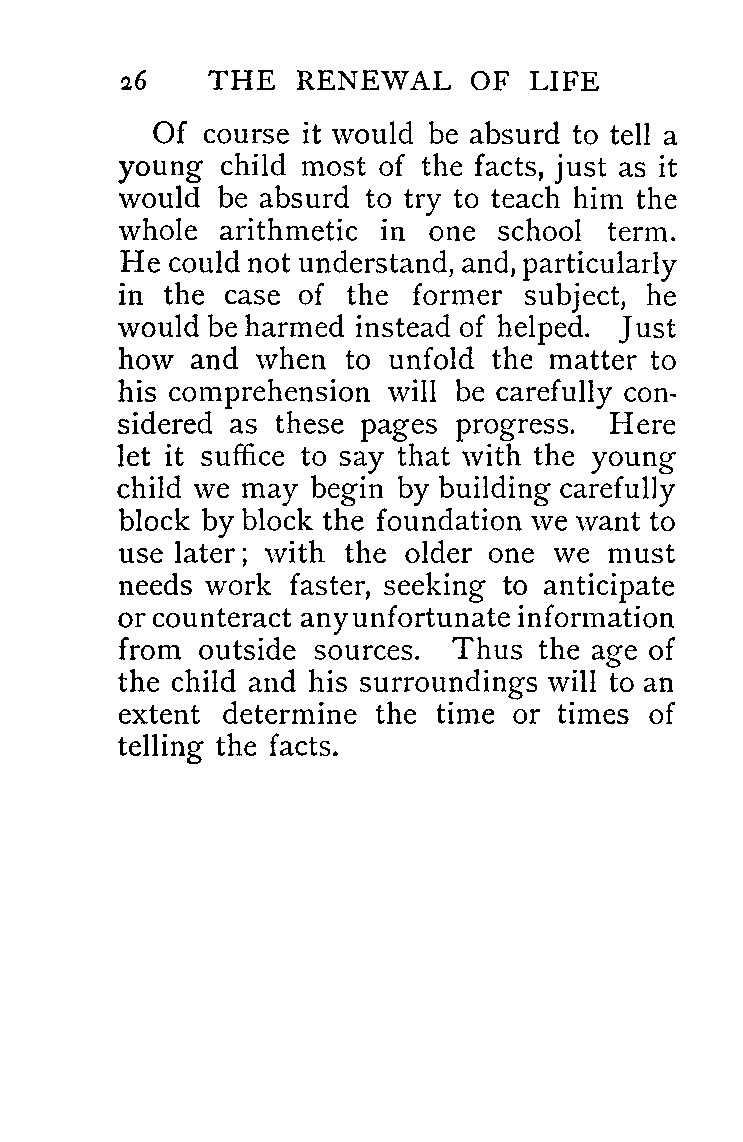 26 THE RENEWAL OF LIFE
Of course it would be absurd to tell a
young child most of the facts, just as it
would be absurd to try to teach him the
whole arithmetic in one school term.
He could not understand, and, particularly
in the case of the former subject, he
would be harmed instead of helped. Just
how and when to unfold the matter to
his comprehension will be carefully con-
sidered as these pages progress. Here
let it suffice to say that with the young
child we may begin by building carefully
block by block the foundation we want to
use later; with the older one we must
needs work faster, seeking to anticipate
or counteract any unfortunate information
from outside sources. Thus the age of
the child and his surroundings will to an
extent determine the time or times of
telling the facts.